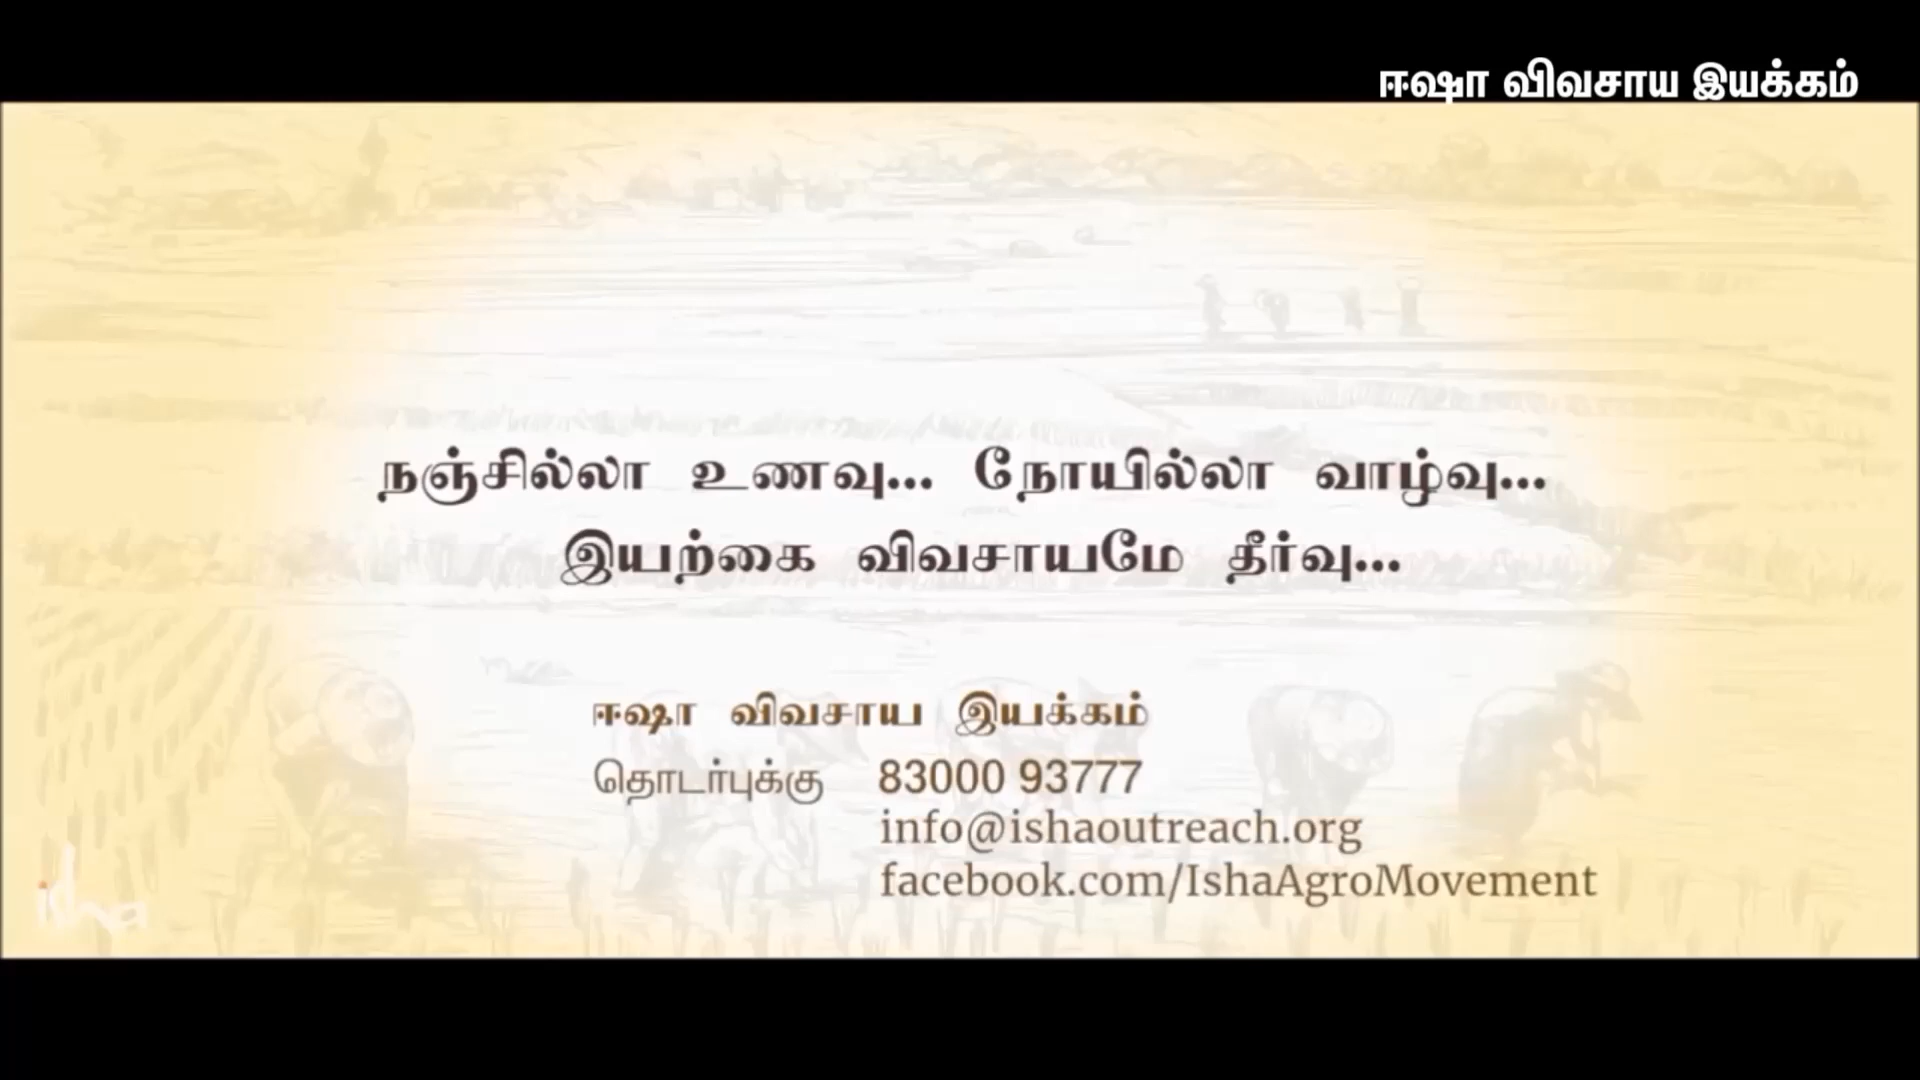 ஈஷா விவசாய இயக்கம்
நஞ்சில்லா உணவு... நோயில்லா வாழ்வு...
இயற்கை விவசாயமே தீர்வு...
ஈஷா விவசாய இயக்கம்
தொடர்புக்கு 83000 93777
info@ishaoutreach.org
facebook.com/IshaAgroMovement
isha